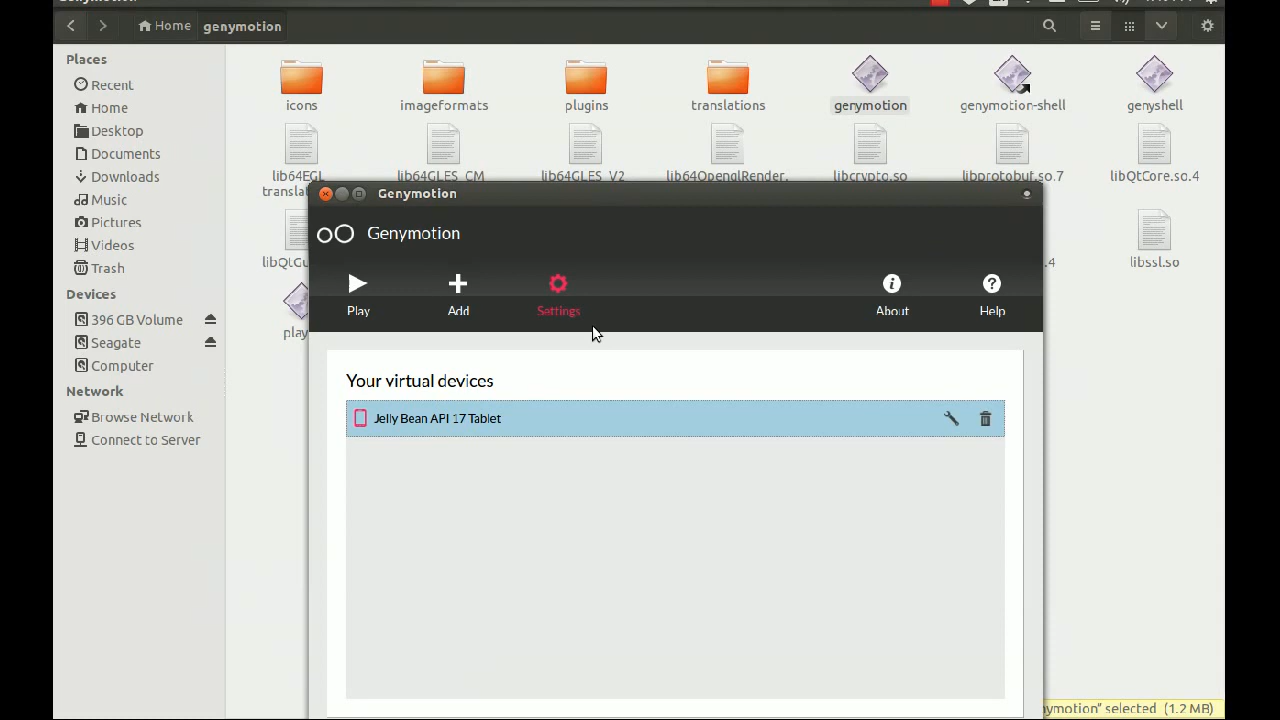 Home
genymotion
Places
Recent
Home
Desktop
Documents
Downloads
Music
Pictures
Videos
Trash
Devices
396 GB Volume
Seagate
Computer
Network
Browse Network
Connect to Server
icons
imageformats
plugins
translations
genymotion
genymotion-shell
genyshell
lib64EGL
lib64GLES_CM
lib64GLES_V2
lib64OpenglRender.
libcrypto.so
libprotobuf.so.7
libQtCore.so.4
libssl.so
play
Genymotion
Genymotion
Play
Add
Settings
About
Help
Your virtual devices
Jelly Bean API 17 Tablet
selected (1.2 MB)